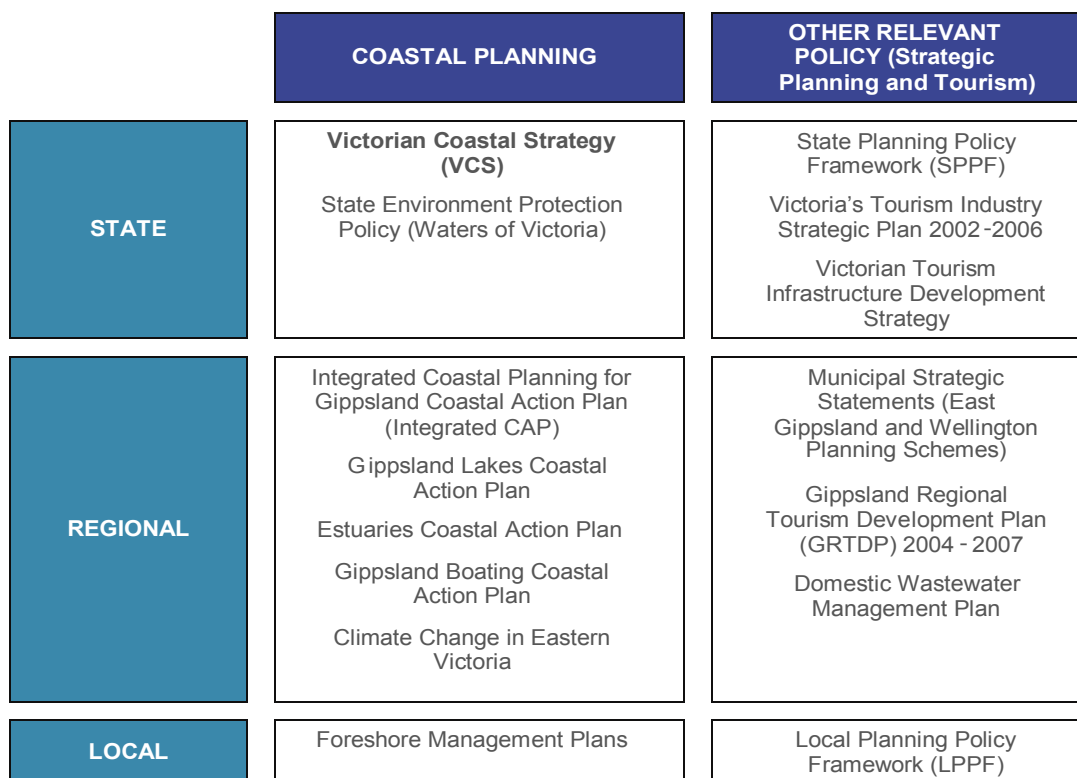 COASTAL PLANNING
OTHER RELEVANT
POLICY (Strategic
Planning and Tourism)
STATE
Victorian Coastal Strategy
(VCS)
State Environment Protection
Policy (Waters of Victoria)
State Planning Policy
Framework (SPPF)
Victoria’s Tourism Industry
Strategic Plan 2002-2006
Victorian Tourism
Infrastructure Development
Strategy
REGIONAL
Integrated Coastal Planning for
Gippsland Coastal Action Plan
(Integrated CAP)
Gippsland Lakes Coastal
Action Plan
Estuaries Coastal Action Plan
Gippsland Boating Coastal
Action Plan
Climate Change in Eastern
Victoria
Municipal Strategic
Statements (East
Gippsland and Wellington
Planning Schemes)
Gippsland Regional
Tourism Development Plan
(GRTDP) 2004 - 2007
Domestic Wastewater
Management Plan
LOCAL
Foreshore Management Plans
Local Planning Policy
Framework (LPPF)